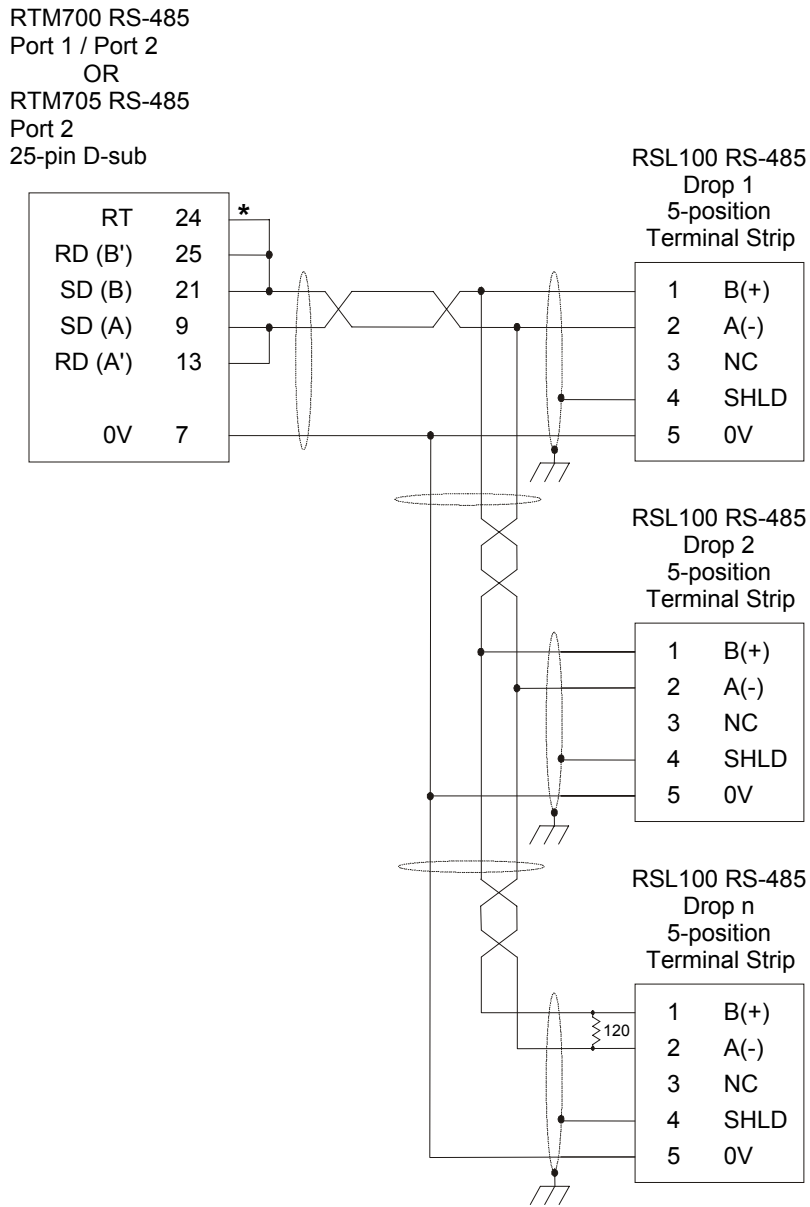 RTM700 RS-485
Port 1 / Port 2
OR
RTM705 RS-485
Port 2
25-pin D-sub
RT 24 *
RD (B') 25
SD (B) 21
SD (A) 9
RD (A') 13
0V 7
RSL100 RS-485
Drop 1
5-position
Terminal Strip
1 B(+)
2 A(-)
3 NC
4 SHLD
5 0V
RSL100 RS-485
Drop 2
5-position
Terminal Strip
1 B(+)
2 A(-)
3 NC
4 SHLD
5 0V
RSL100 RS-485
Drop n
5-position
Terminal Strip
120
1 B(+)
2 A(-)
3 NC
4 SHLD
5 0V